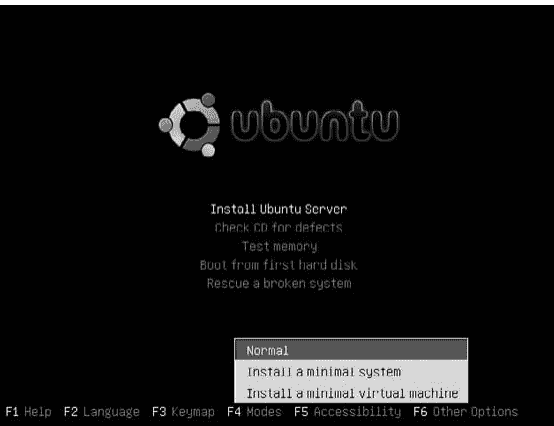 ubuntu
Install Ubuntu Server
Check CD for defects
Test memory
Boot from first hard disk
Rescue a broken system
Normal
Install a minimal system
Install a minimal virtual machine
F1 Help F2 Language F3 Keymap F4 Modes F5 Accessibility F6 Other Options